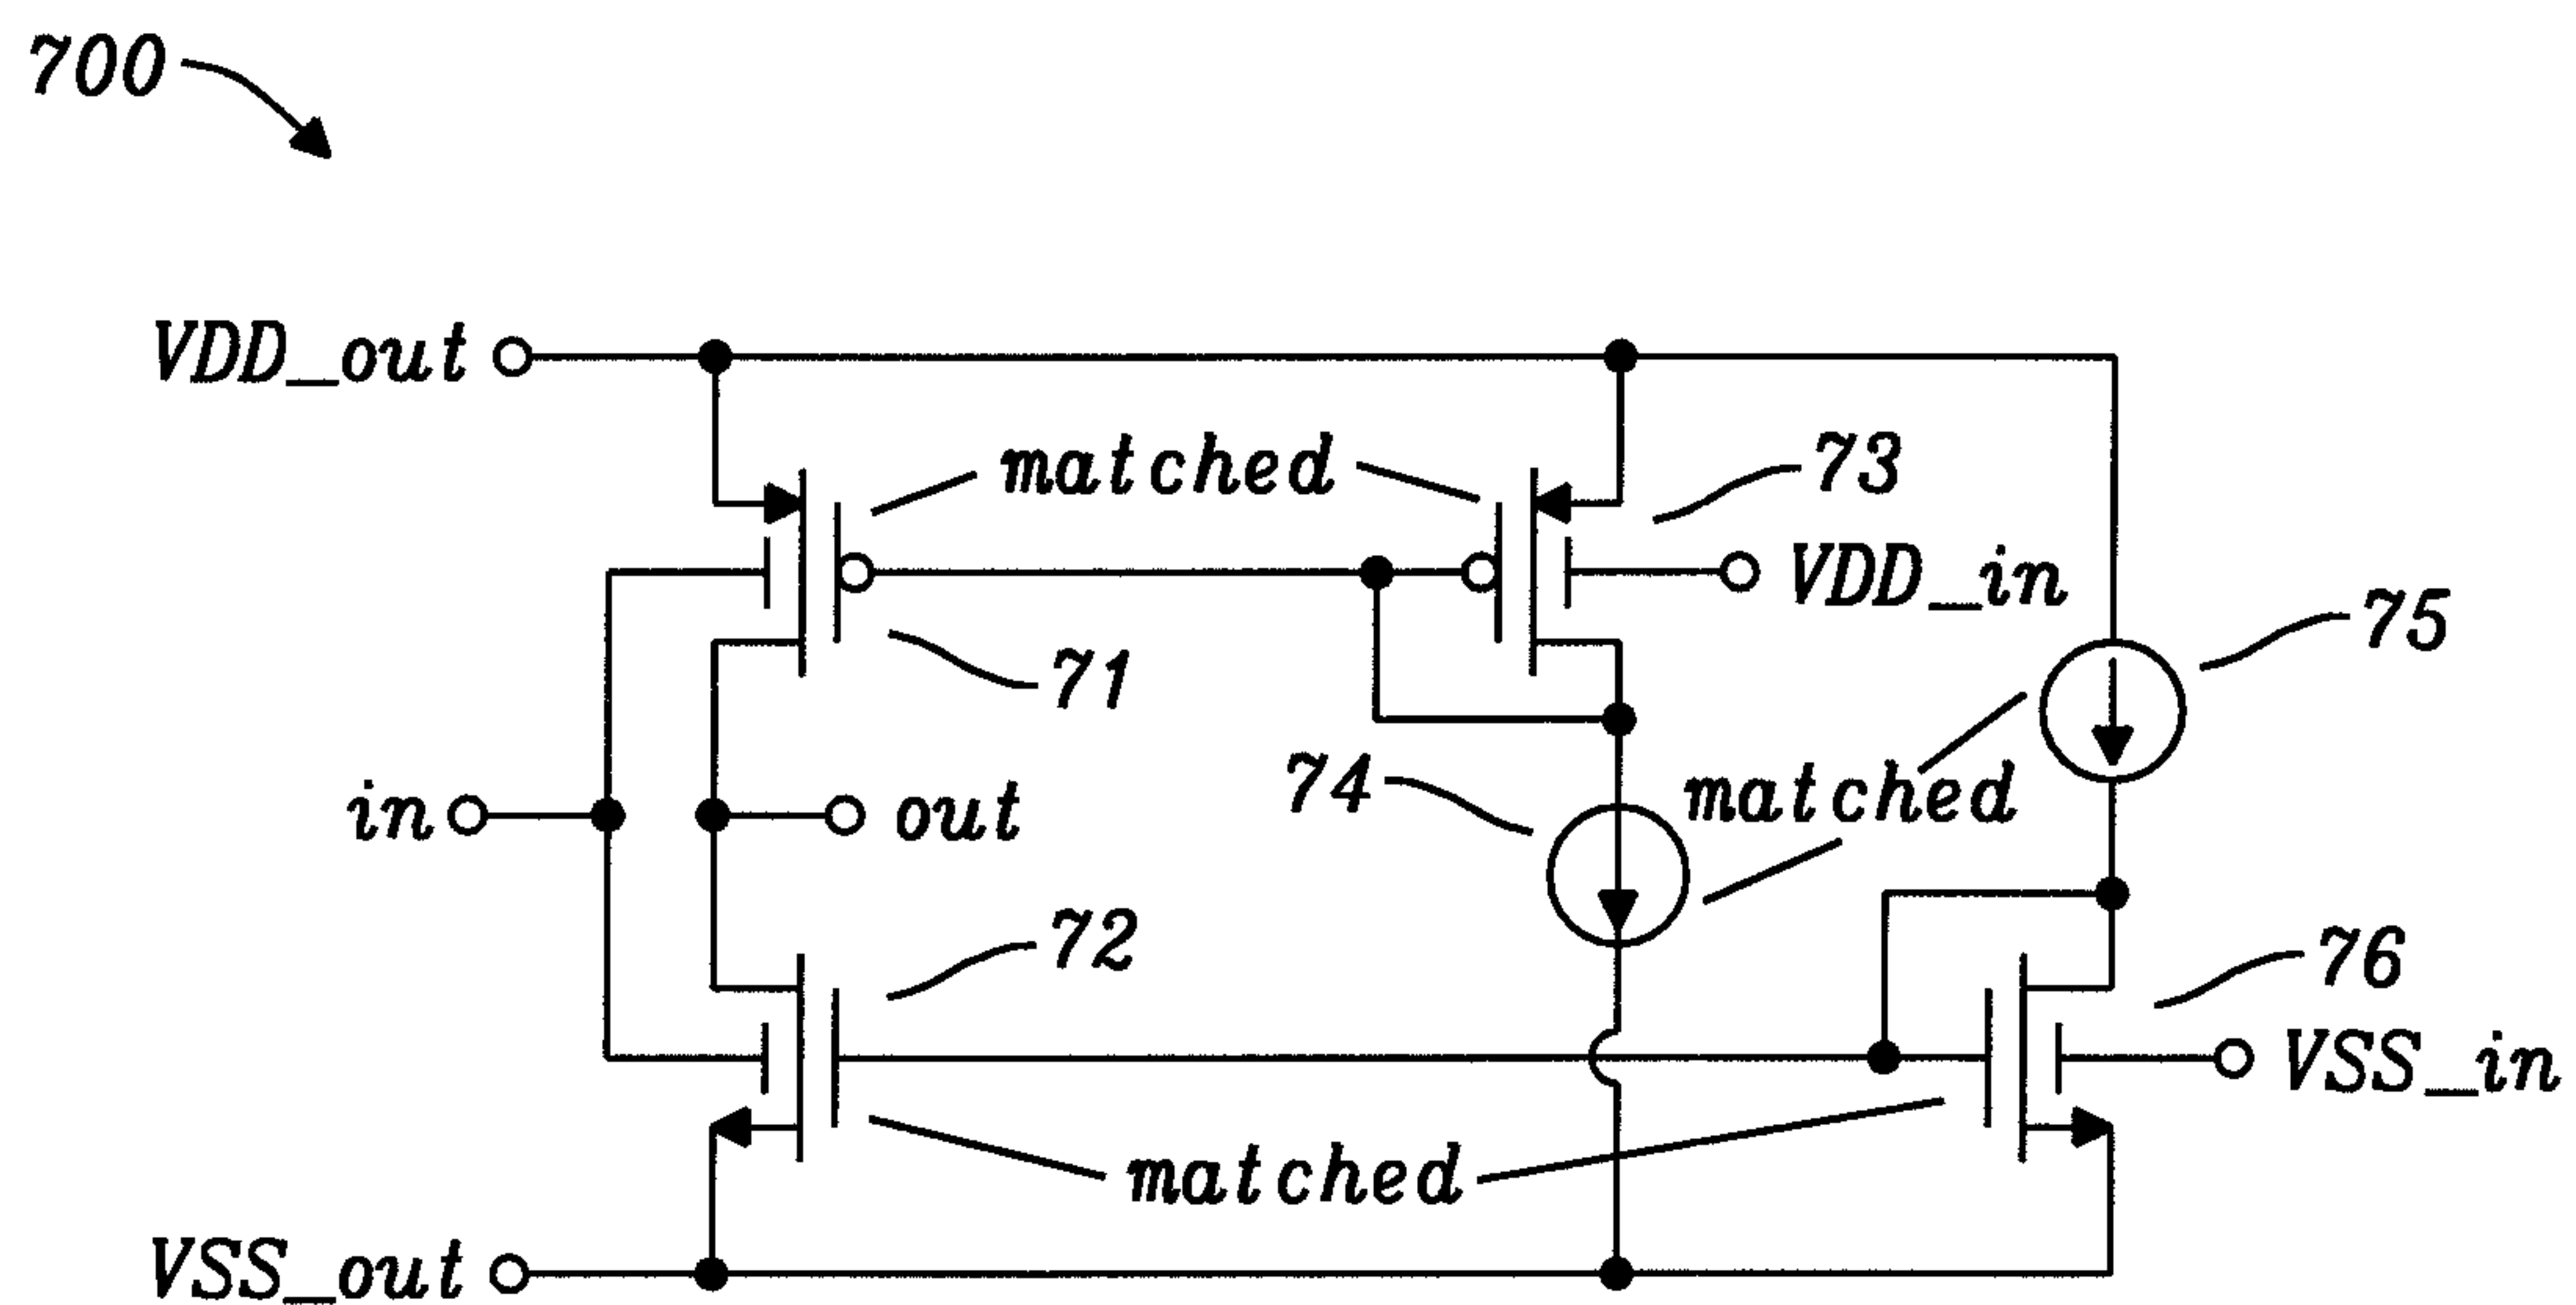 700
VDD_out
matched
73
VDD_in
75
71
in
out
74
matched
72
76
VSS_in
matched
VSS_out